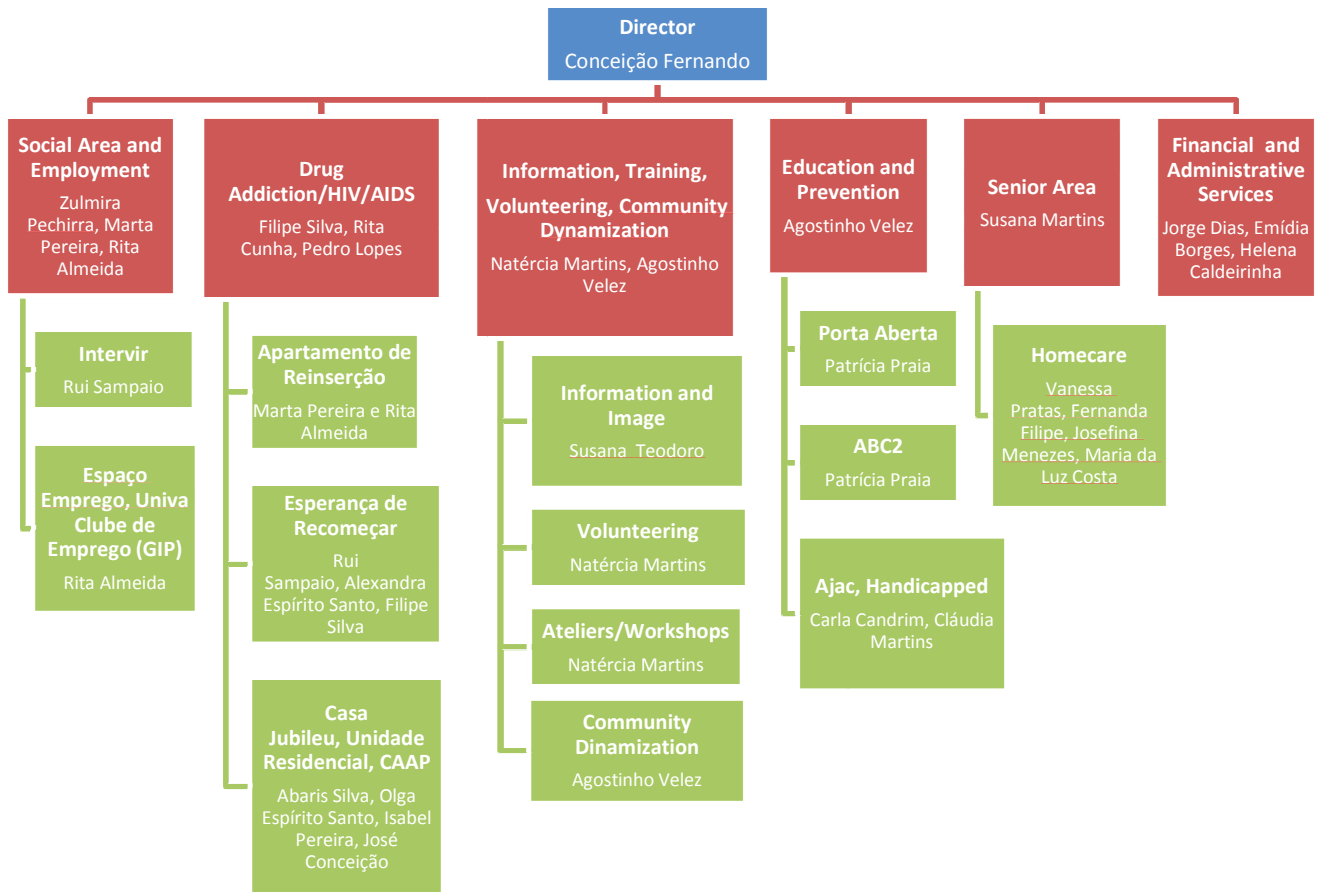 Director
Conceição Fernando
Social Area and
Employment
Zulmira
Pechirra, Marta
Pereira, Rita
Almeida
Intervir
Rui Sampaio
Espaço
Emprego, Univa
Clube de
Emprego (GIP)
Rita Almeida
Drug
Addiction/HIV/AIDS
Filipe Silva, Rita
Cunha, Pedro Lopes
Apartamento de
Reinserção
Marta Pereira e Rita
Almeida
Esperança de
Recomeçar
Rui
Sampaio, Alexandra
Espírito Santo, Filipe
Silva
Casa
Jubileu, Unidade
Residencial, CAAP
Abaris Silva, Olga
Espírito Santo, Isabel
Pereira, José
Conceição
Information, Training,
Volunteering, Community
Dynamization
Natércia Martins, Agostinho
Velez
Information and
Image
Susana Teodoro
Volunteering
Natércia Martins
Ateliers/Workshops
Natércia Martins
Community
Dinamization
Agostinho Velez
Education and
Prevention
Agostinho Velez
Porta Aberta
Patrícia Praia
ABC2
Patrícia Praia
Ajac, Handicapped
Carla Candrim, Cláudia
Martins
Senior Area
Susana Martins
Homecare
Vanessa
Pratas, Fernanda
Filipe, Josefina
Menezes, Maria da
Luz Costa
Financial and
Administrative
Services
Jorge Dias, Emídia
Borges, Helena
Caldeirinha